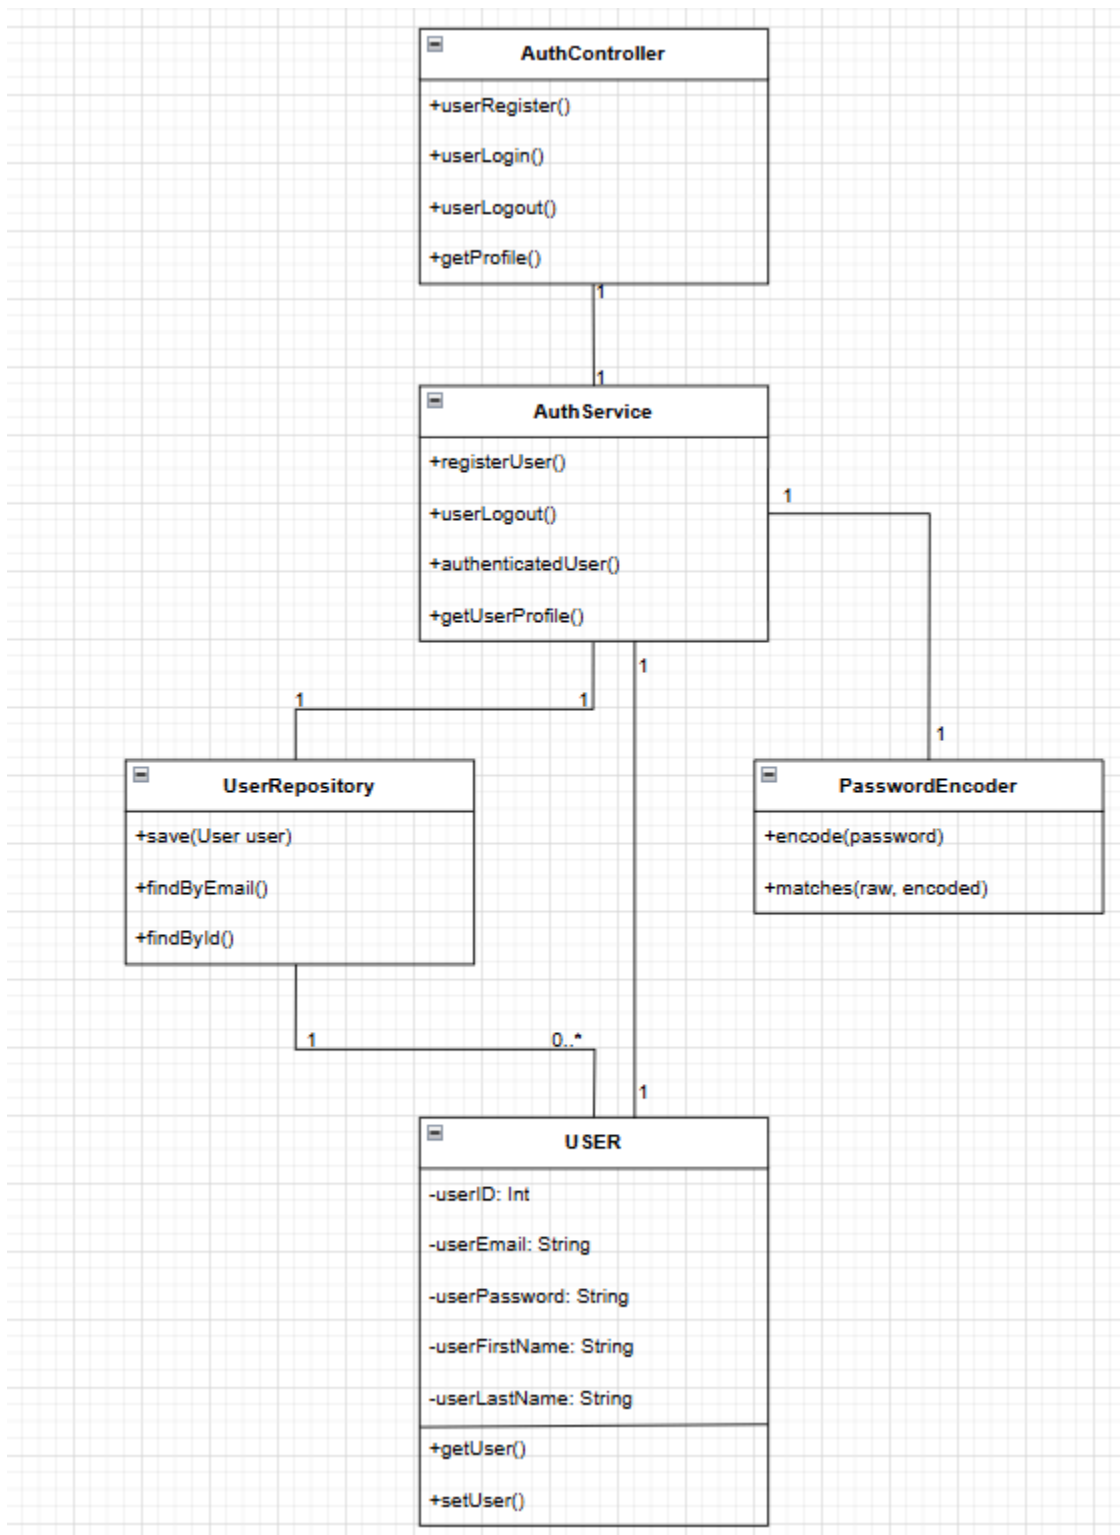 AuthController
+userRegister()
+userLogin()
+userLogout()
+getProfile()
1
1
AuthService
+registerUser()
+userLogout()
+authenticatedUser()
+getUserProfile()
1
1
1
1
1
UserRepository
+save(User user)
+findByEmail()
+findById()
PasswordEncoder
+encode(password)
+matches(raw, encoded)
1
0..*
1
USER
-userID: Int
-userEmail: String
-userPassword: String
-userFirstName: String
-userLastName: String
+getUser()
+setUser()